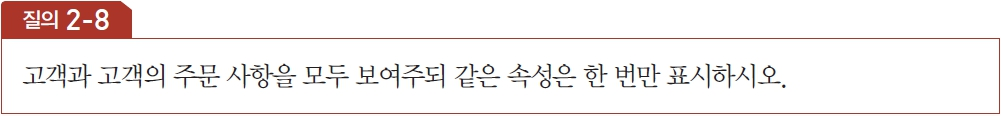 질의 2-8
고객과 고객의 주문 사항을 모두 보여주되 같은 속성은 한 번만 표시하시오.